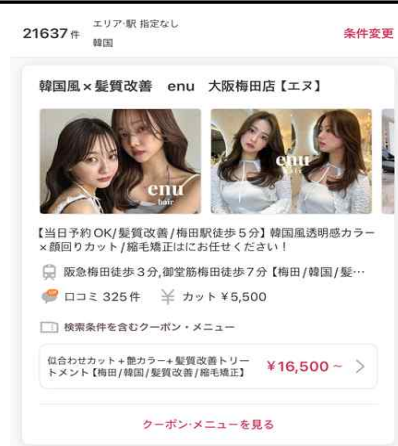 21637件
エリア・駅 指定なし
韓国
条件変更
韓国風×髪質改善 enu 大阪梅田店【エヌ】
enu
hair
enu
hair
【当日予約OK/髪質改善/梅田駅徒歩5分】韓国風透明感カラー
×顔回りカット/縮毛矯正はにお任せください！
阪急梅田徒歩3分,御堂筋梅田徒歩7分【梅田/韓国/髪…
口コミ 325件 ¥ カット ¥5,500
検索条件を含むクーポン・メニュー
似合わせカット+艶カラー+髪質改善トリー
トメント【梅田/韓国/髪質改善/縮毛矯正】
¥16,500～
クーポン・メニューを見る